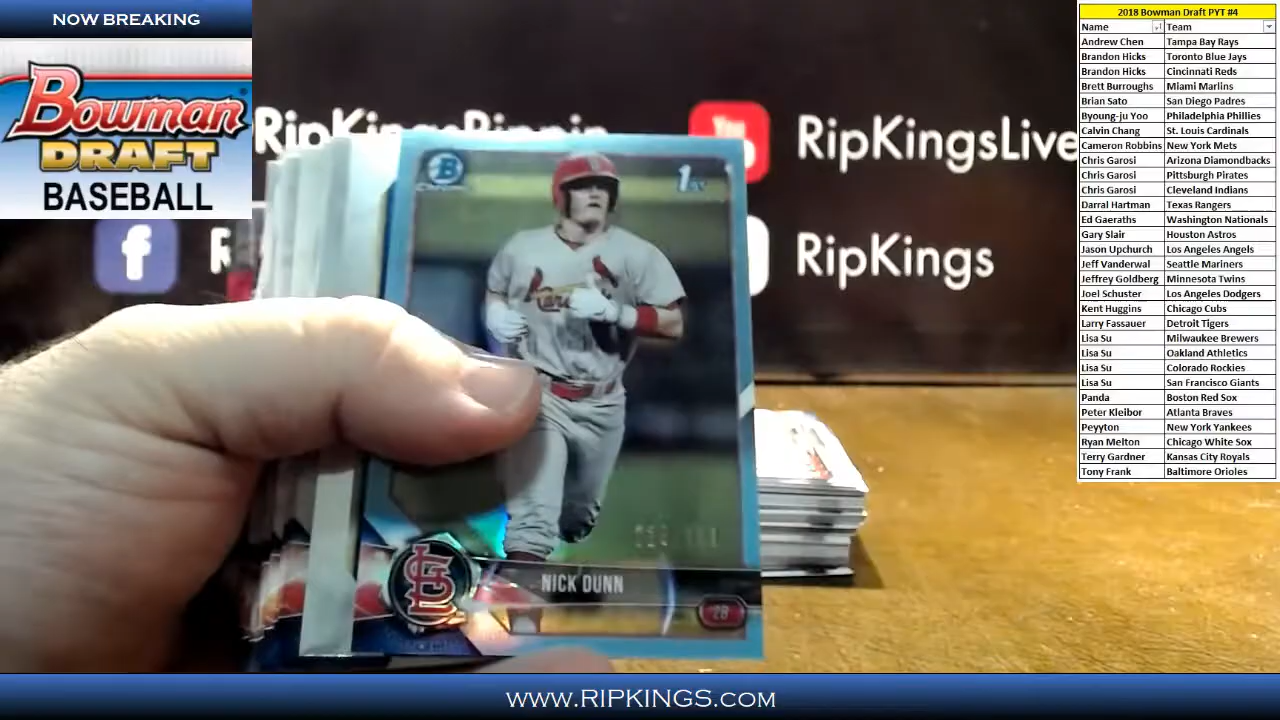 NOW BREAKING
Bowman
DRAFT
BASEBALL
RipKingsRippin
RipKingsLive
RipKings
f
1st
NICK DUNN
2B
2018 Bowman Draft PYT #4
Name Team
Andrew Chen Tampa Bay Rays
Brandon Hicks Toronto Blue Jays
Brandon Hicks Cincinnati Reds
Brett Burroughs Miami Marlins
Brian Sato San Diego Padres
Byoung-ju Yoo Philadelphia Phillies
Calvin Chang St. Louis Cardinals
Cameron Robbins New York Mets
Chris Garosi Arizona Diamondbacks
Chris Garosi Pittsburgh Pirates
Chris Garosi Cleveland Indians
Darral Hartman Texas Rangers
Ed Gaeraths Washington Nationals
Gary Slair Houston Astros
Jason Upchurch Los Angeles Angels
Jeff Vanderwal Seattle Mariners
Jeffrey Goldberg Minnesota Twins
Joel Schuster Los Angeles Dodgers
Kent Huggins Chicago Cubs
Larry Fassauer Detroit Tigers
Lisa Su Milwaukee Brewers
Lisa Su Oakland Athletics
Lisa Su Colorado Rockies
Lisa Su San Francisco Giants
Panda Boston Red Sox
Peter Kleibor Atlanta Braves
Peyyton New York Yankees
Ryan Melton Chicago White Sox
Terry Gardner Kansas City Royals
Tony Frank Baltimore Orioles
WWW.RIPKINGS.COM